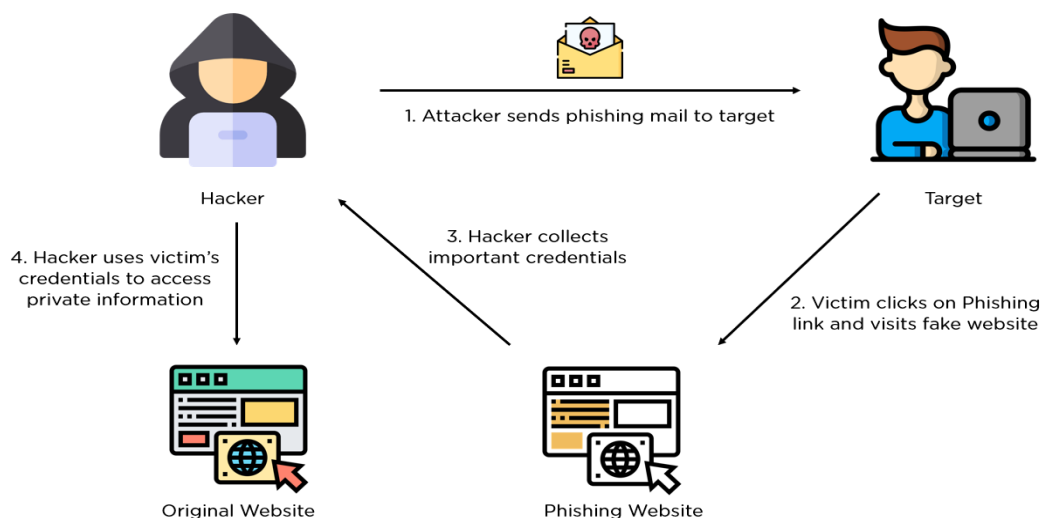 1. Attacker sends phishing mail to target
Hacker
Target
4. Hacker uses victim's
credentials to access
private information
3. Hacker collects
important credentials
2. Victim clicks on Phishing
link and visits fake website
Original Website
Phishing Website